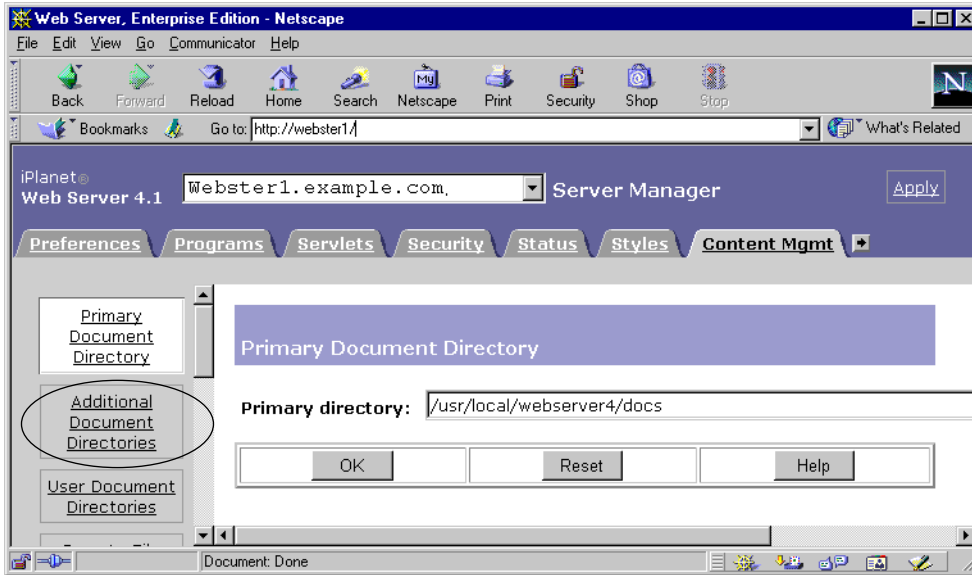 Web Server, Enterprise Edition - Netscape
File Edit View Go Communicator Help
My
N
Back Forward Reload Home Search Netscape Print Security Shop Stop
Bookmarks Go to: http://webster1/ What's Related
iPlanet®
Web Server 4.1
Webster1.example.com.
Server Manager
Apply
Preferences Programs Servlets Security Status Styles Content Mgmt
Primary
Document
Directory
Additional
Document
Directories
User Document
Directories
Primary Document Directory
Primary directory: /usr/local/webserver4/docs
OK Reset Help
Document: Done